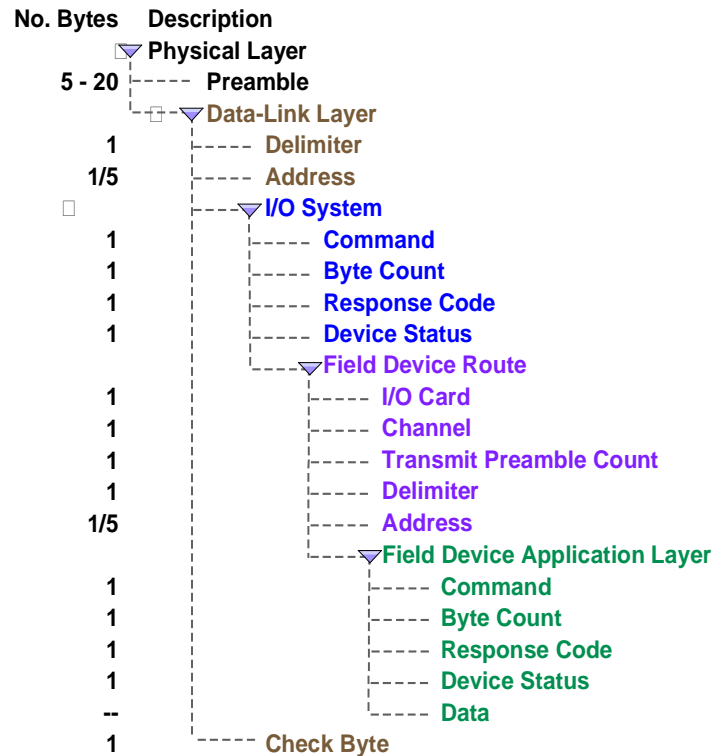 No. Bytes Description
Physical Layer
5 - 20 Preamble
Data-Link Layer
1 Delimiter
1/5 Address
I/O System
1 Command
1 Byte Count
1 Response Code
1 Device Status
Field Device Route
1 I/O Card
1 Channel
1 Transmit Preamble Count
1 Delimiter
1/5 Address
Field Device Application Layer
1 Command
1 Byte Count
1 Response Code
1 Device Status
-- Data
1 Check Byte